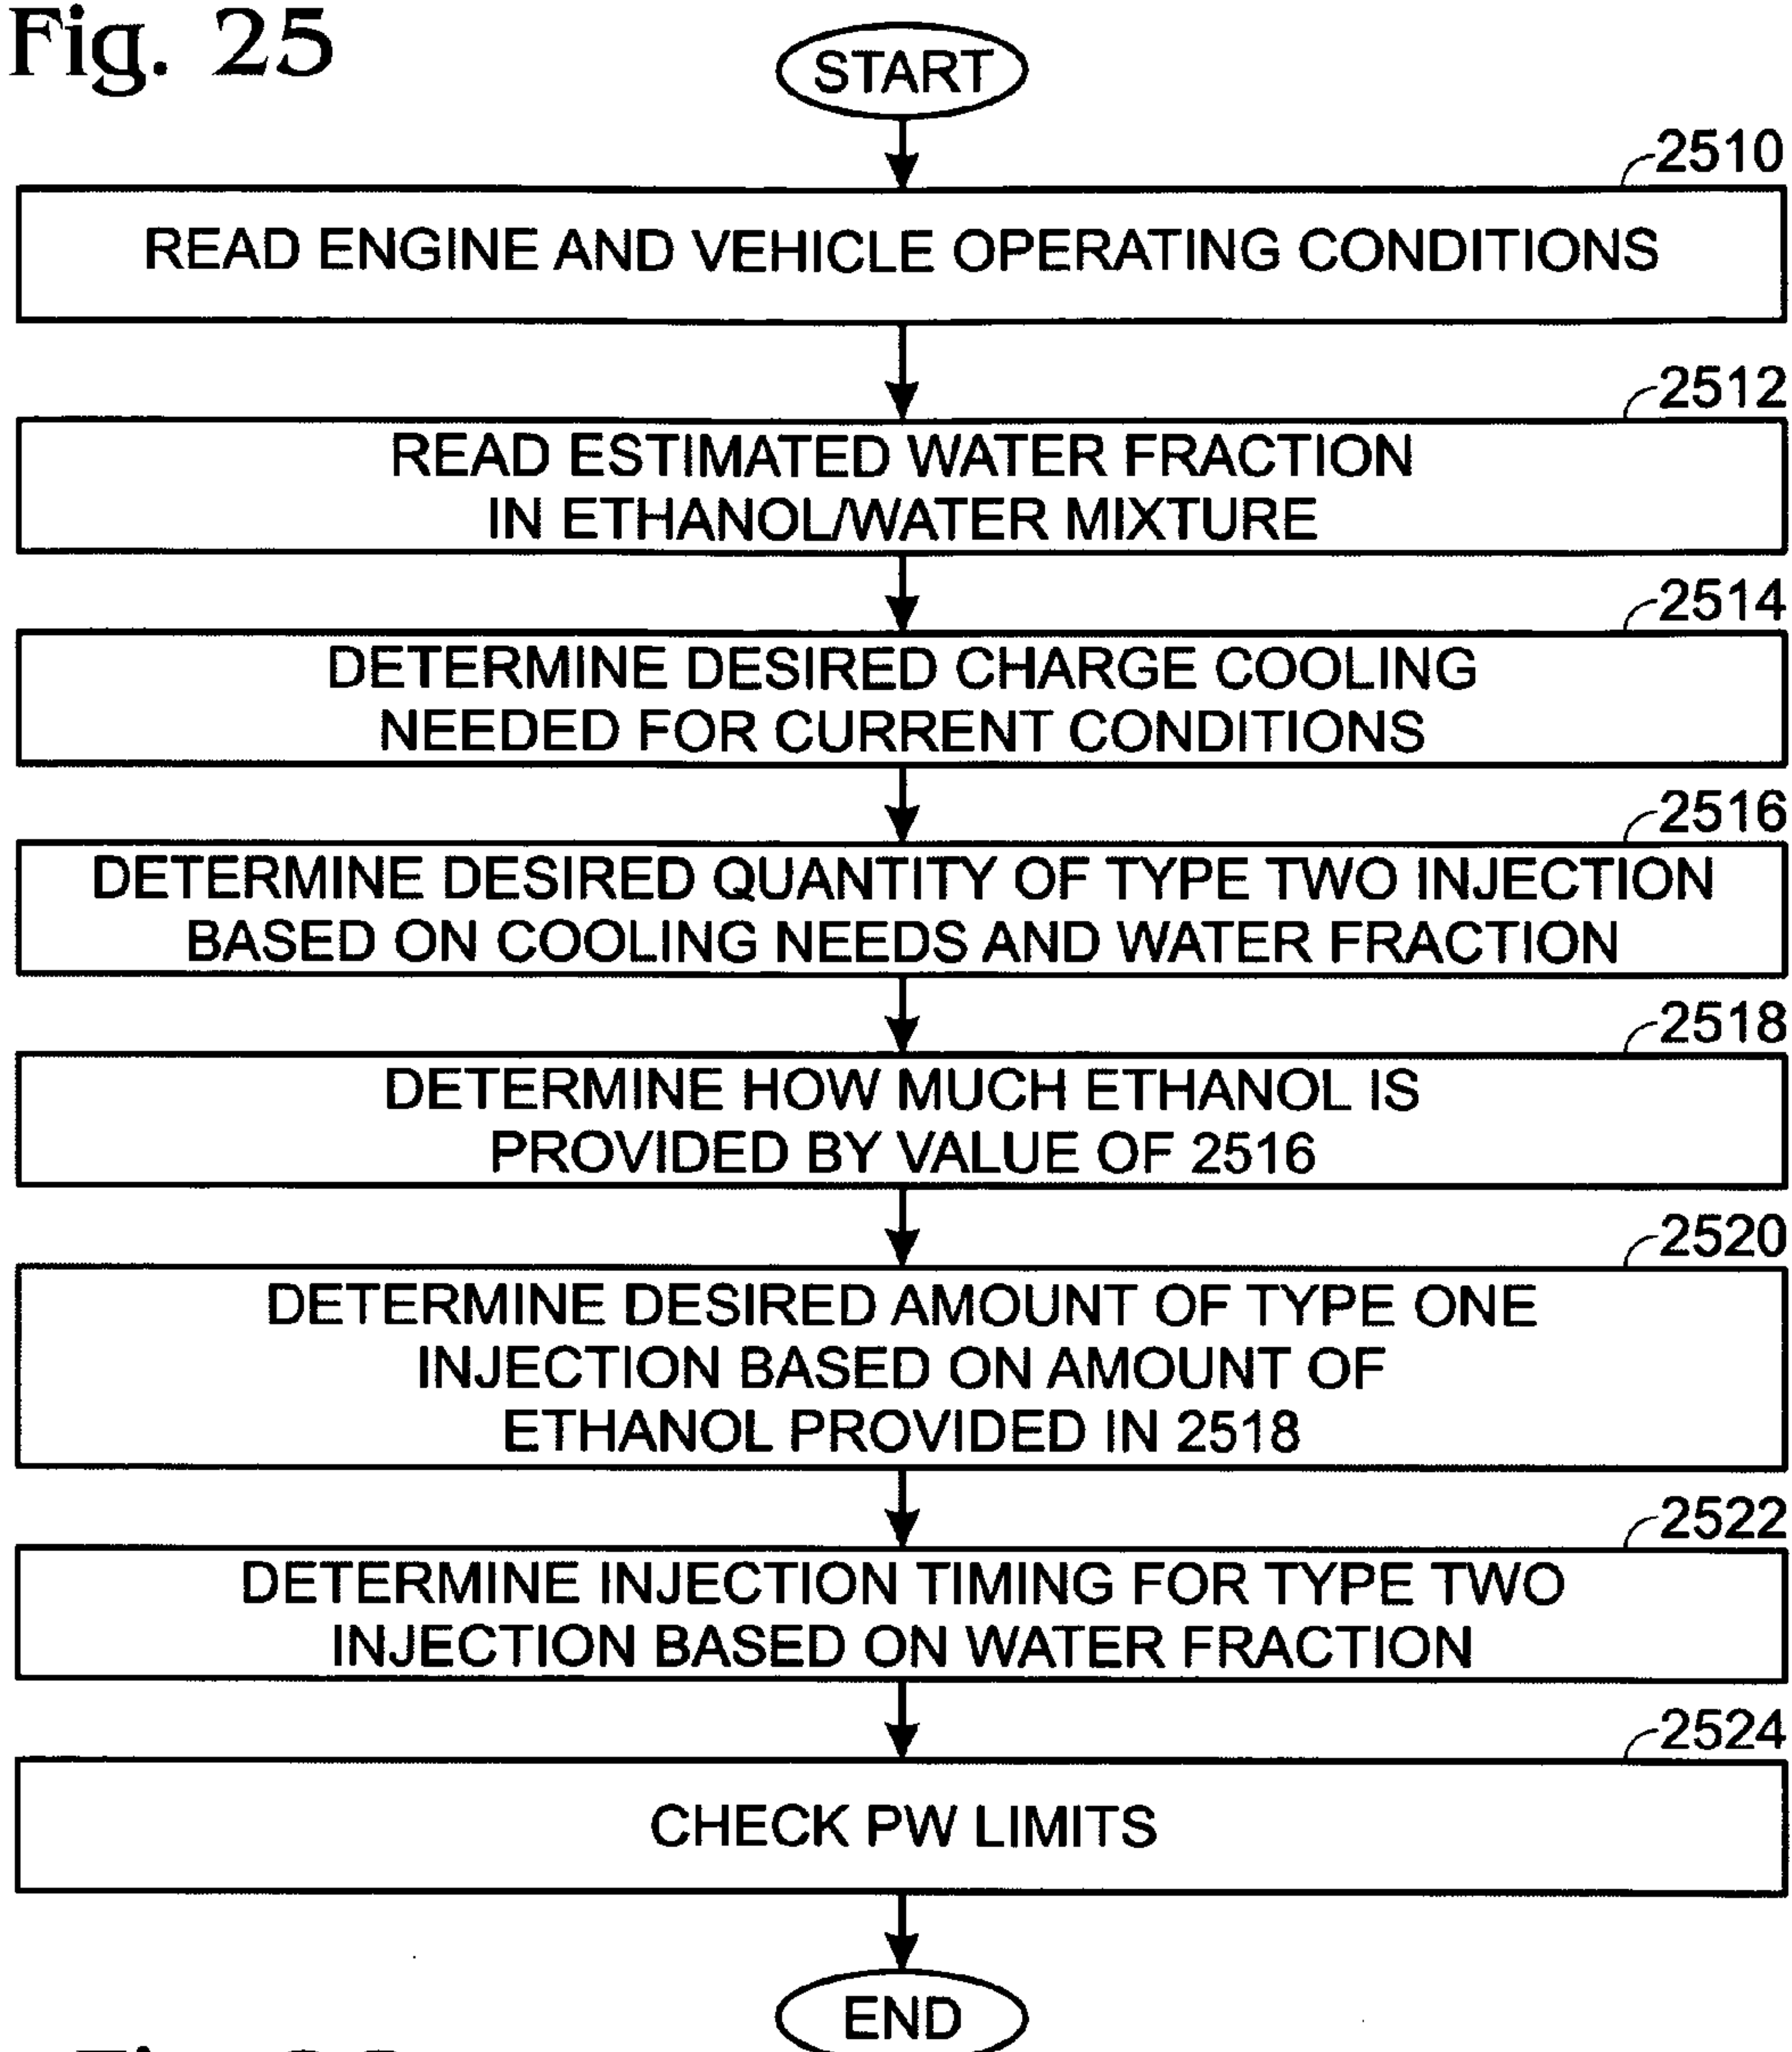 Fig. 25
START
2510
READ ENGINE AND VEHICLE OPERATING CONDITIONS
2512
READ ESTIMATED WATER FRACTION
IN ETHANOL/WATER MIXTURE
2514
DETERMINE DESIRED CHARGE COOLING
NEEDED FOR CURRENT CONDITIONS
2516
DETERMINE DESIRED QUANTITY OF TYPE TWO INJECTION
BASED ON COOLING NEEDS AND WATER FRACTION
2518
DETERMINE HOW MUCH ETHANOL IS
PROVIDED BY VALUE OF 2516
2520
DETERMINE DESIRED AMOUNT OF TYPE ONE
INJECTION BASED ON AMOUNT OF
ETHANOL PROVIDED IN 2518
2522
DETERMINE INJECTION TIMING FOR TYPE TWO
INJECTION BASED ON WATER FRACTION
2524
CHECK PW LIMITS
END